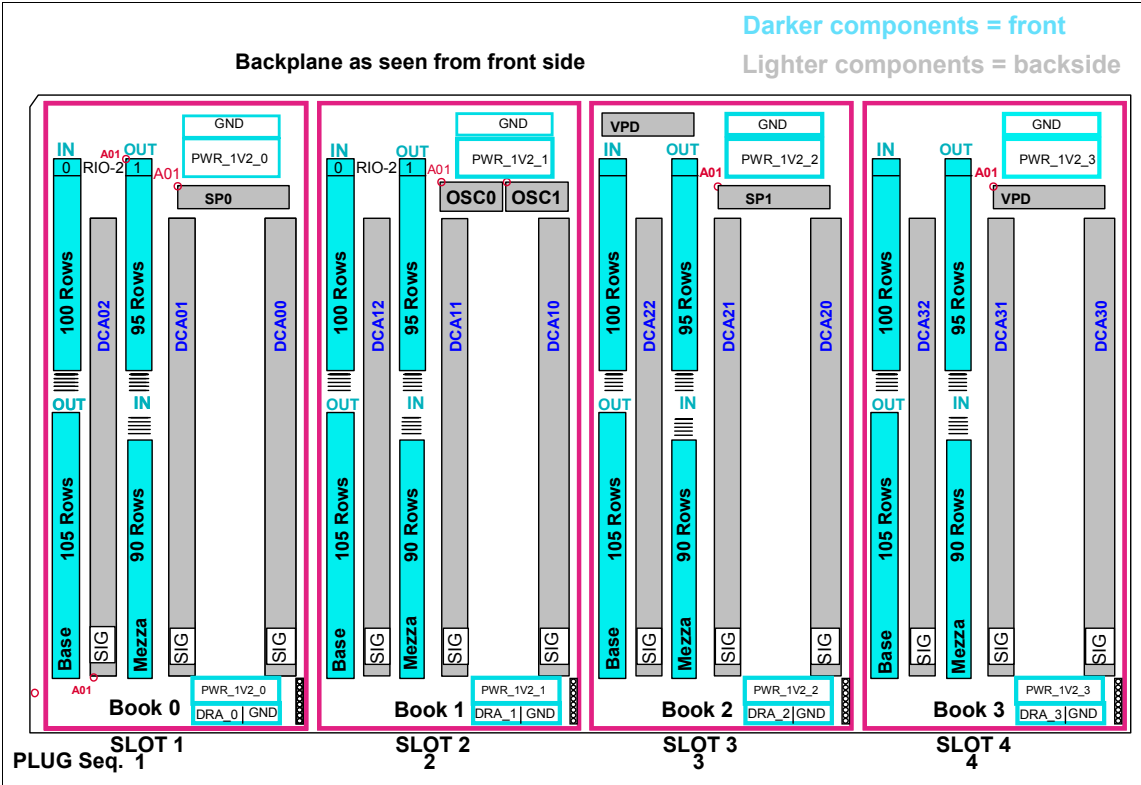 Darker components = front
Backplane as seen from front side
Lighter components = backside
GND
IN
A01
OUT
0
RIO-2
1
A01
PWR_1V2_0
SP0
100 Rows
DCA02
95 Rows
DCA01
DCA00
OUT
IN
105 Rows
90 Rows
Base
SIG
Mezza
SIG
SIG
A01
PWR_1V2_0
Book 0
DRA_0
GND
SLOT 1
GND
IN
OUT
0
RIO-2
1
A01
PWR_1V2_1
OSC0
OSC1
100 Rows
DCA12
95 Rows
DCA11
DCA10
OUT
IN
105 Rows
90 Rows
Base
SIG
Mezza
SIG
SIG
PWR_1V2_1
Book 1
DRA_1
GND
SLOT 2
VPD
GND
IN
OUT
A01
PWR_1V2_2
SP1
100 Rows
DCA22
95 Rows
DCA21
DCA20
OUT
IN
105 Rows
90 Rows
Base
SIG
Mezza
SIG
SIG
PWR_1V2_2
Book 2
DRA_2
GND
SLOT 3
GND
IN
OUT
A01
PWR_1V2_3
VPD
100 Rows
DCA32
95 Rows
DCA31
DCA30
OUT
IN
105 Rows
90 Rows
Base
SIG
Mezza
SIG
SIG
PWR_1V2_3
Book 3
DRA_3
GND
SLOT 4
PLUG Seq. 1
2
3
4